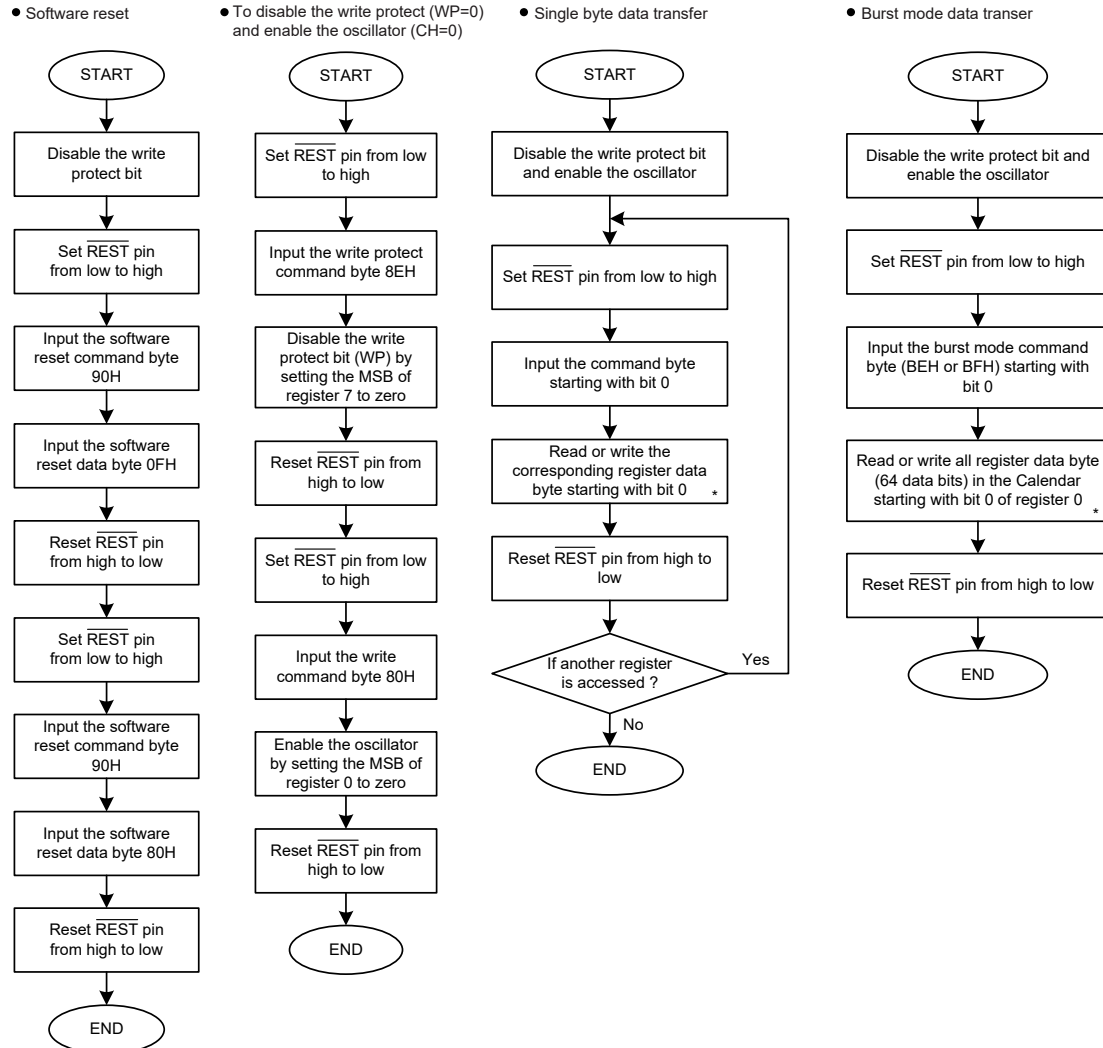 ● Software reset
START
Disable the write
protect bit
Set REST pin
from low to high
Input the software
reset command byte
90H
Input the software
reset data byte 0FH
Reset REST pin
from high to low
Set REST pin
from low to high
Input the software
reset command byte
90H
Input the software
reset data byte 80H
Reset REST pin
from high to low
END
● To disable the write protect (WP=0)
and enable the oscillator (CH=0)
START
Set REST pin from low
to high
Input the write protect
command byte 8EH
Disable the write
protect bit (WP) by
setting the MSB of
register 7 to zero
Reset REST pin from
high to low
Set REST pin from low
to high
Input the write
command byte 80H
Enable the oscillator
by setting the MSB of
register 0 to zero
Reset REST pin from
high to low
END
● Single byte data transfer
START
Disable the write protect bit
and enable the oscillator
Set REST pin from low to high
Input the command byte
starting with bit 0
Read or write the
corresponding register data
byte starting with bit 0 *
Reset REST pin from high to
low
If another register
is accessed ?
Yes
No
END
● Burst mode data transer
START
Disable the write protect bit and
enable the oscillator
Set REST pin from low to high
Input the burst mode command
byte (BEH or BFH) starting with
bit 0
Read or write all register data byte
(64 data bits) in the Calendar
starting with bit 0 of register 0 *
Reset REST pin from high to low
END